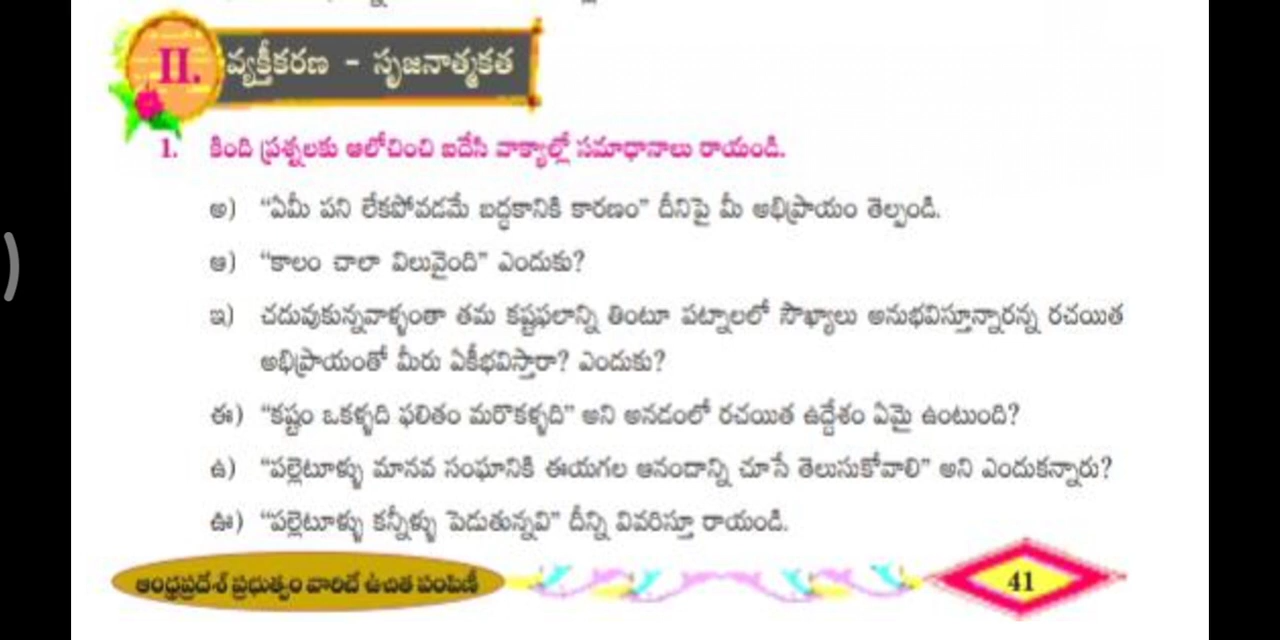 II. వ్యక్తీకరణ - సృజనాత్మకత
1. కింది ప్రశ్నలకు ఆలోచించి ఐదేసి వాక్యాల్లో సమాధానాలు రాయండి.
అ) “ఏమీ పని లేకపోవడమే బద్ధకానికి కారణం” దీనిపై మీ అభిప్రాయం తెల్పండి.
ఆ) “కాలం చాలా విలువైంది” ఎందుకు?
ఇ) చదువుకున్నవాళ్ళంతా తమ కష్టఫలాన్ని తింటూ పట్నాలలో సౌఖ్యాలు అనుభవిస్తూన్నారన్న రచయిత
అభిప్రాయంతో మీరు ఏకీభవిస్తారా? ఎందుకు?
ఈ) “కష్టం ఒకళ్ళది ఫలితం మరొకళ్ళది” అని అనడంలో రచయిత ఉద్దేశం ఏమై ఉంటుంది?
ఉ) “పల్లెటూళ్ళు మానవ సంఘానికి ఈయగల ఆనందాన్ని చూసే తెలుసుకోవాలి” అని ఎందుకన్నారు?
ఊ) “పల్లెటూళ్ళు కన్నీళ్ళు పెడుతున్నవి” దీన్ని వివరిస్తూ రాయండి.
ఆంధ్రప్రదేశ్ ప్రభుత్వం వారిచే ఉచిత పంపిణీ
41